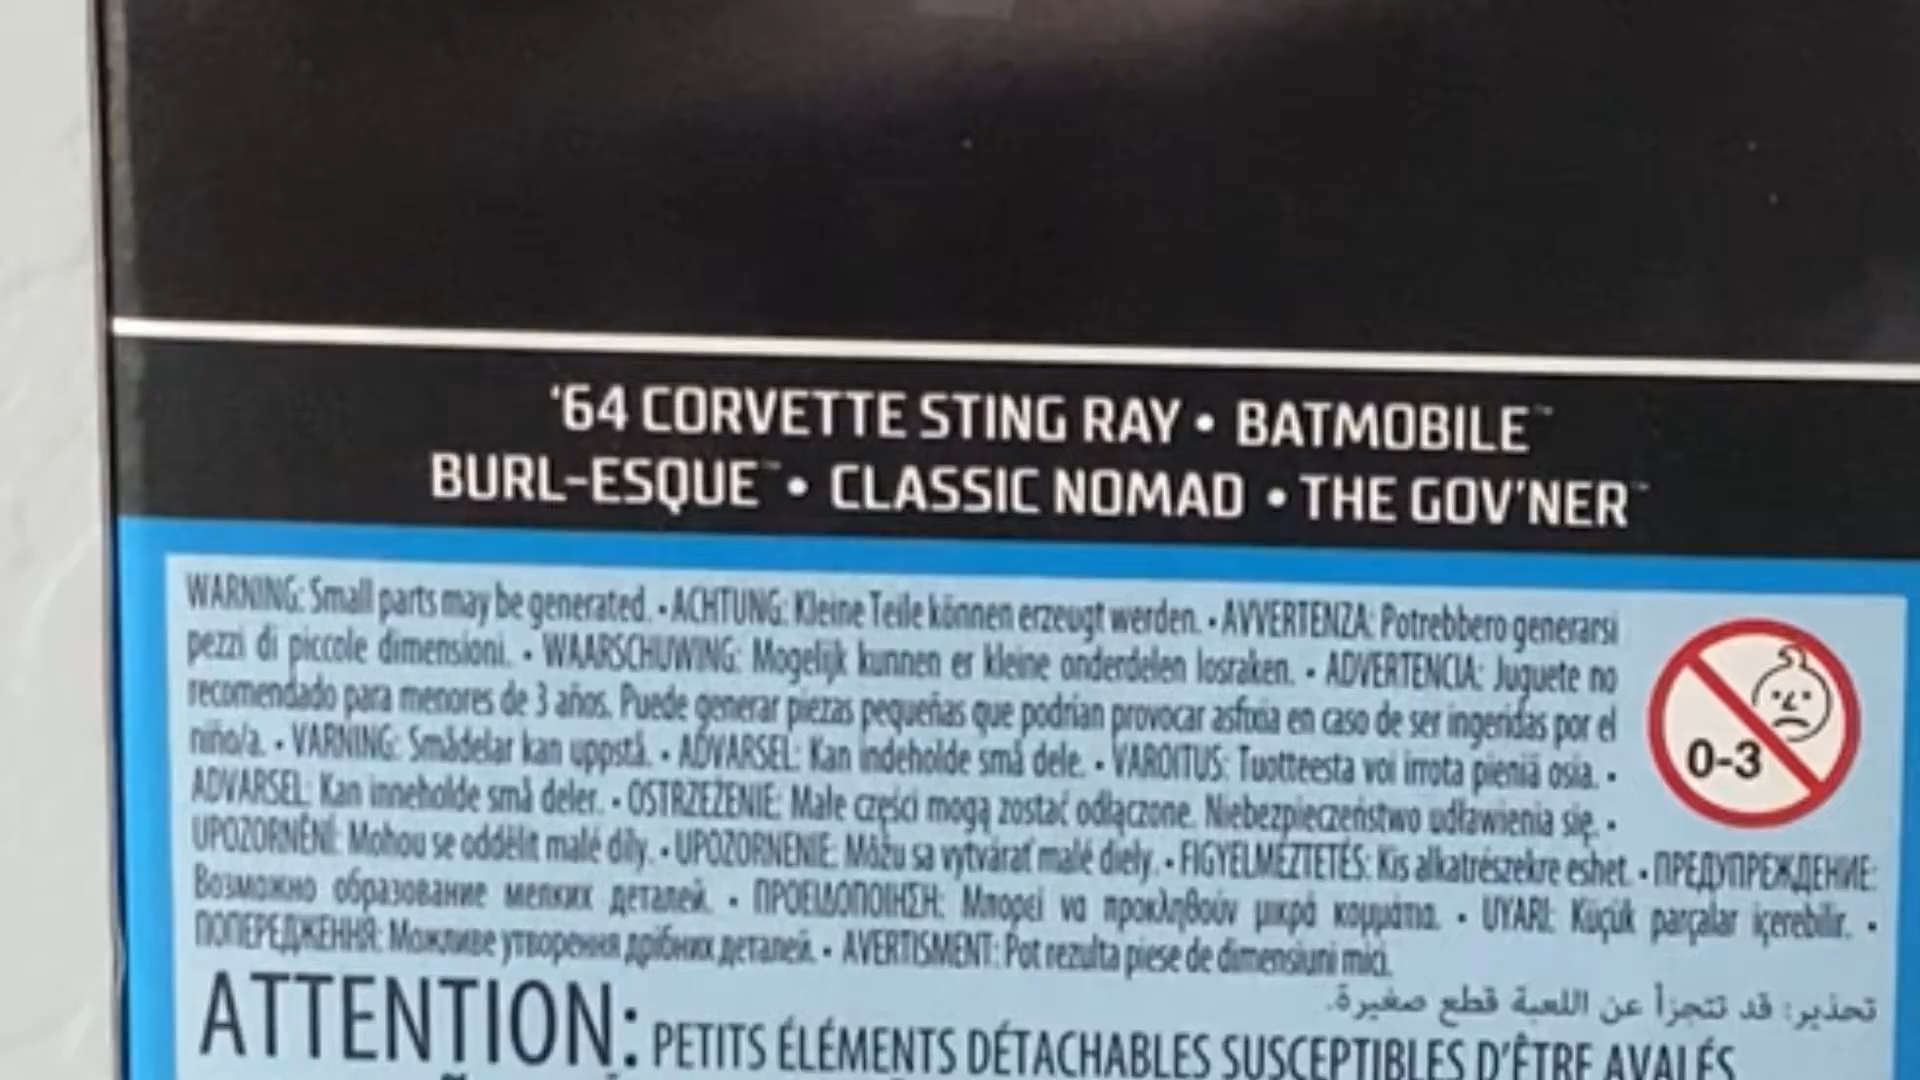 '64 CORVETTE STING RAY • BATMOBILE™
BURL-ESQUE™ • CLASSIC NOMAD • THE GOV'NER™
WARNING: Small parts may be generated. • ACHTUNG: Kleine Teile können erzeugt werden. • AVVERTENZA: Potrebbero generarsi
pezzi di piccole dimensioni. • WAARSCHUWING: Mogelijk kunnen er kleine onderdelen losraken. • ADVERTENCIA: Juguete no
recomendado para menores de 3 años. Puede generar piezas pequeñas que podrían provocar asfixia en caso de ser ingeridas por el
niño/a. • VARNING: Smådelar kan uppstå. • ADVARSEL: Kan indeholde små dele. • VAROITUS: Tuotteesta voi irrota pieniä osia. •
0-3
ADVARSEL: Kan inneholde små deler. • OSTRZEŻENIE: Małe części mogą zostać odłączone. Niebezpieczeństwo udławienia się. •
UPOZORNĚNÍ: Mohou se oddělit malé díly. • UPOZORNENIE: Môžu sa vytvárať malé diely. • FIGYELMEZTETÉS: Kis alkatrészekre eshet. • ПРЕДУПРЕЖДЕНИЕ:
Возможно образование мелких деталей. • ΠΡΟΕΙΔΟΠΟΙΗΣΗ: Μπορεί να προκληθούν μικρά κομμάτια. • UYARI: Küçük parçalar içerebilir. •
ПОПЕРЕДЖЕННЯ: Можливе утворення дрібних деталей. • AVERTISMENT: Pot rezulta piese de dimensiuni mici.
تحذير: قد تتجزأ عن اللعبة قطع صغيرة.
ATTENTION: PETITS ÉLÉMENTS DÉTACHABLES SUSCEPTIBLES D'ÊTRE AVALÉS